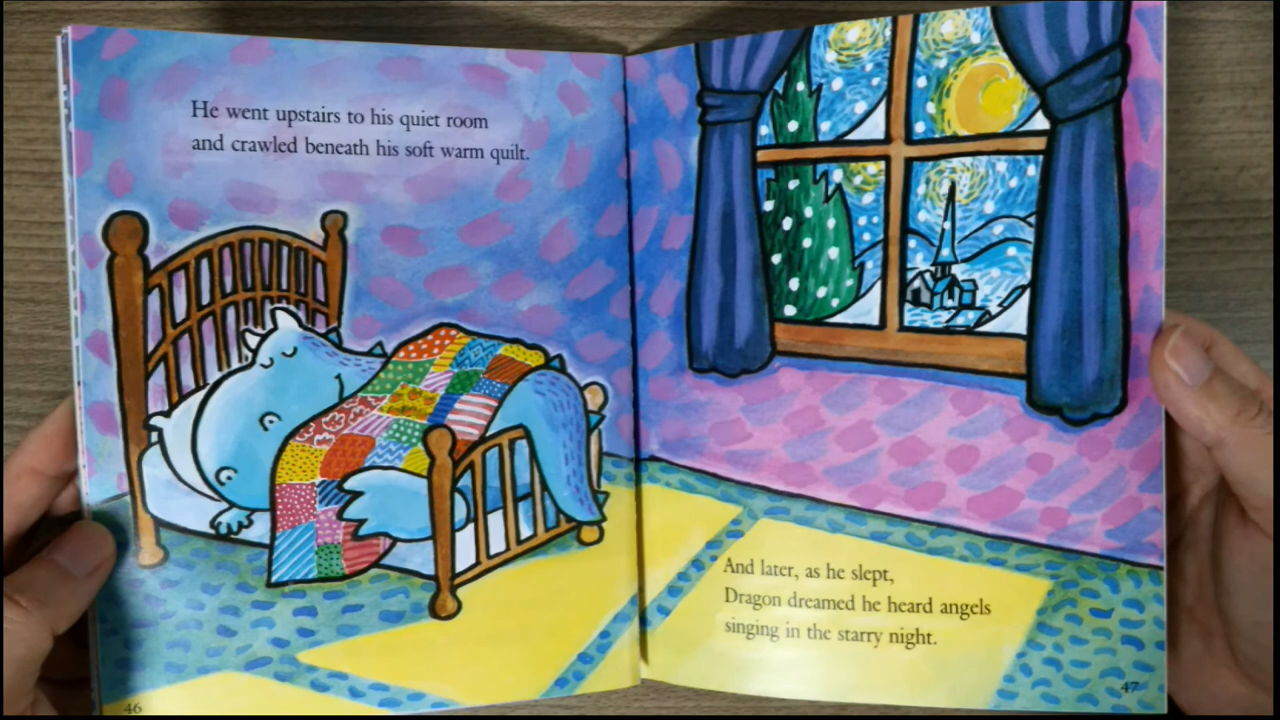 He went upstairs to his quiet room
and crawled beneath his soft warm quilt.
46
And later, as he slept,
Dragon dreamed he heard angels
singing in the starry night.
47